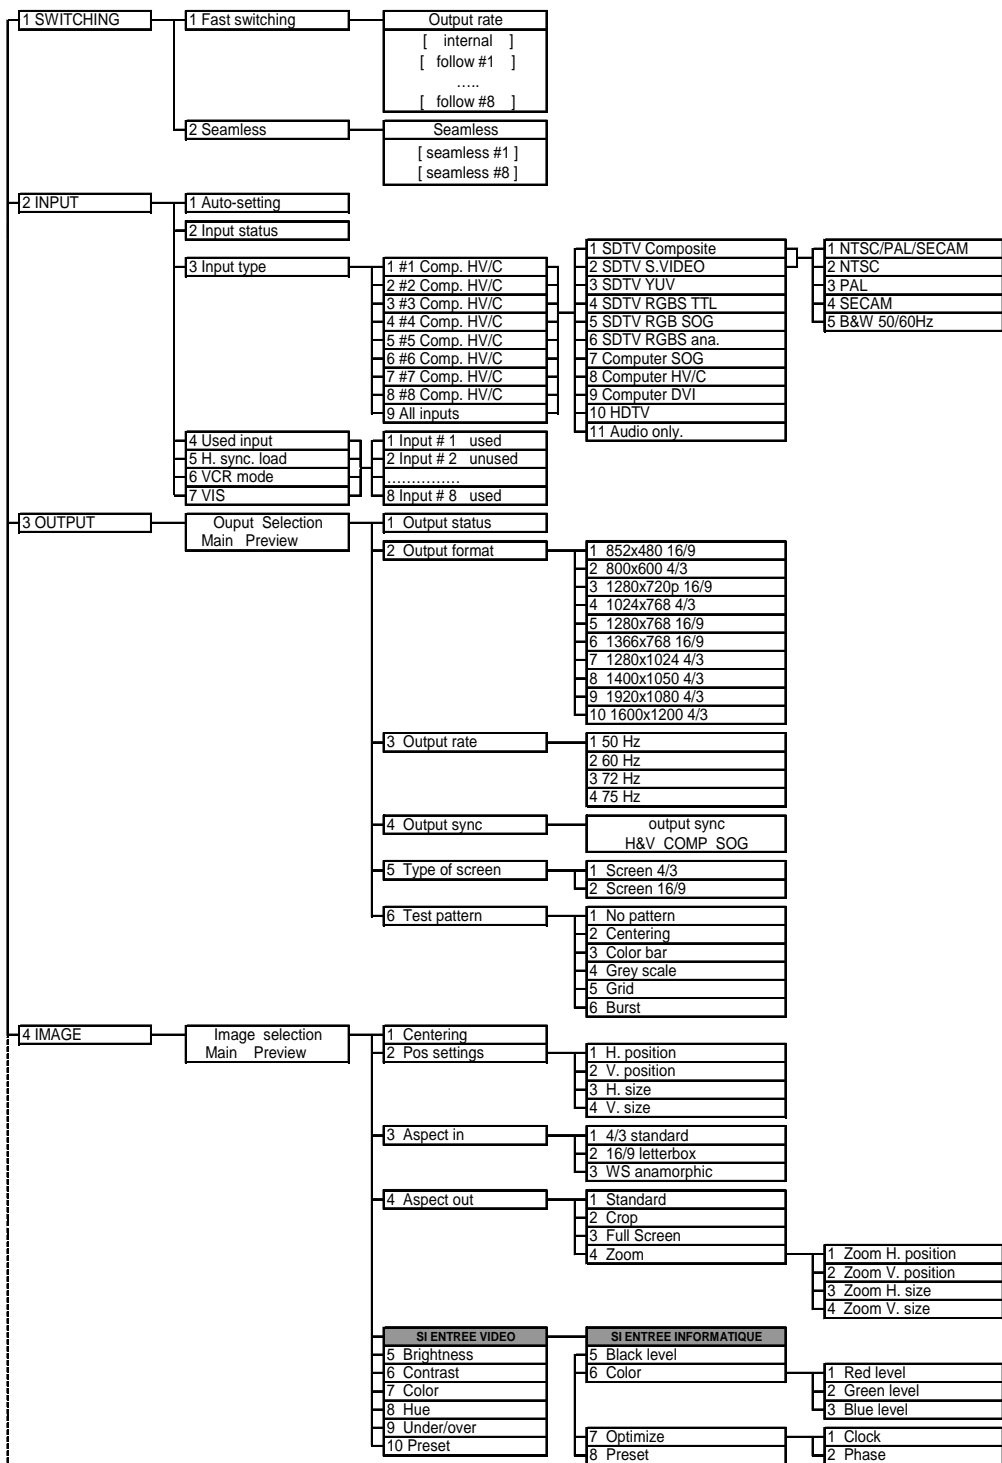 1 SWITCHING
1 Fast switching
Output rate
[ internal ]
[ follow #1 ]
…..
[ follow #8 ]
2 Seamless
Seamless
[ seamless #1 ]
[ seamless #8 ]
2 INPUT
1 Auto-setting
2 Input status
3 Input type
1 #1 Comp. HV/C
2 #2 Comp. HV/C
3 #3 Comp. HV/C
4 #4 Comp. HV/C
5 #5 Comp. HV/C
6 #6 Comp. HV/C
7 #7 Comp. HV/C
8 #8 Comp. HV/C
9 All inputs
1 SDTV Composite
2 SDTV S.VIDEO
3 SDTV YUV
4 SDTV RGBS TTL
5 SDTV RGB SOG
6 SDTV RGBS ana.
7 Computer SOG
8 Computer HV/C
9 Computer DVI
10 HDTV
11 Audio only.
1 NTSC/PAL/SECAM
2 NTSC
3 PAL
4 SECAM
5 B&W 50/60Hz
4 Used input
5 H. sync. load
6 VCR mode
7 VIS
1 Input # 1 used
2 Input # 2 unused
……………
8 Input # 8 used
3 OUTPUT
Ouput Selection
Main Preview
1 Output status
2 Output format
1 852x480 16/9
2 800x600 4/3
3 1280x720p 16/9
4 1024x768 4/3
5 1280x768 16/9
6 1366x768 16/9
7 1280x1024 4/3
8 1400x1050 4/3
9 1920x1080 4/3
10 1600x1200 4/3
3 Output rate
1 50 Hz
2 60 Hz
3 72 Hz
4 75 Hz
4 Output sync
output sync
H&V COMP SOG
5 Type of screen
1 Screen 4/3
2 Screen 16/9
6 Test pattern
1 No pattern
2 Centering
3 Color bar
4 Grey scale
5 Grid
6 Burst
4 IMAGE
Image selection
Main Preview
1 Centering
2 Pos settings
1 H. position
2 V. position
3 H. size
4 V. size
3 Aspect in
1 4/3 standard
2 16/9 letterbox
3 WS anamorphic
4 Aspect out
1 Standard
2 Crop
3 Full Screen
4 Zoom
1 Zoom H. position
2 Zoom V. position
3 Zoom H. size
4 Zoom V. size
SI ENTREE VIDEO
5 Brightness
6 Contrast
7 Color
8 Hue
9 Under/over
10 Preset
SI ENTREE INFORMATIQUE
5 Black level
6 Color
1 Red level
2 Green level
3 Blue level
7 Optimize
8 Preset
1 Clock
2 Phase